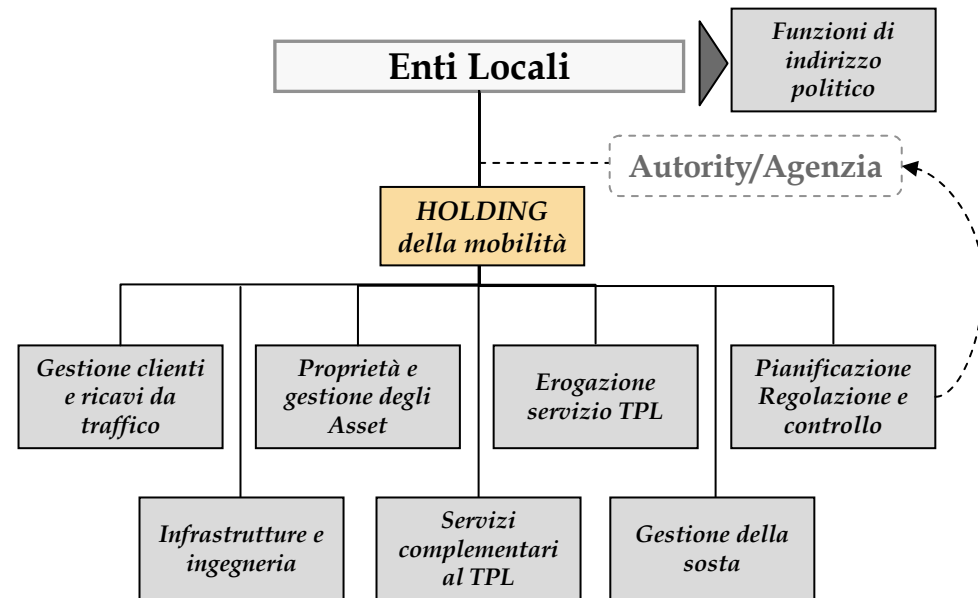 Enti Locali
Funzioni di
indirizzo
politico
Autority/Agenzia
HOLDING
della mobilità
Gestione clienti
e ricavi da
traffico
Proprietà e
gestione degli
Asset
Erogazione
servizio TPL
Pianificazione
Regolazione e
controllo
Infrastrutture e
ingegneria
Servizi
complementari
al TPL
Gestione della
sosta